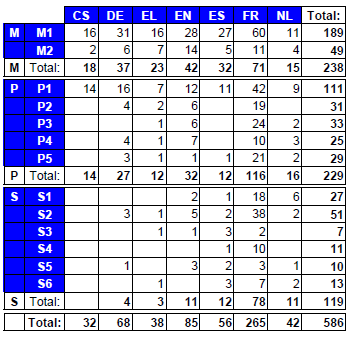 CS DE EL EN ES FR NL Total:
M M1 16 31 16 28 27 60 11 189
M2 2 6 7 14 5 11 4 49
M Total: 18 37 23 42 32 71 15 238
P P1 14 16 7 12 11 42 9 111
P2 4 2 6 19 31
P3 1 6 24 2 33
P4 4 1 7 10 3 25
P5 3 1 1 1 21 2 29
P Total: 14 27 12 32 12 116 16 229
S S1 2 1 18 6 27
S2 3 1 5 2 38 2 51
S3 1 1 3 2 7
S4 1 10 11
S5 1 3 2 3 1 10
S6 1 3 7 2 13
S Total: 4 3 11 12 78 11 119
Total: 32 68 38 85 56 265 42 586